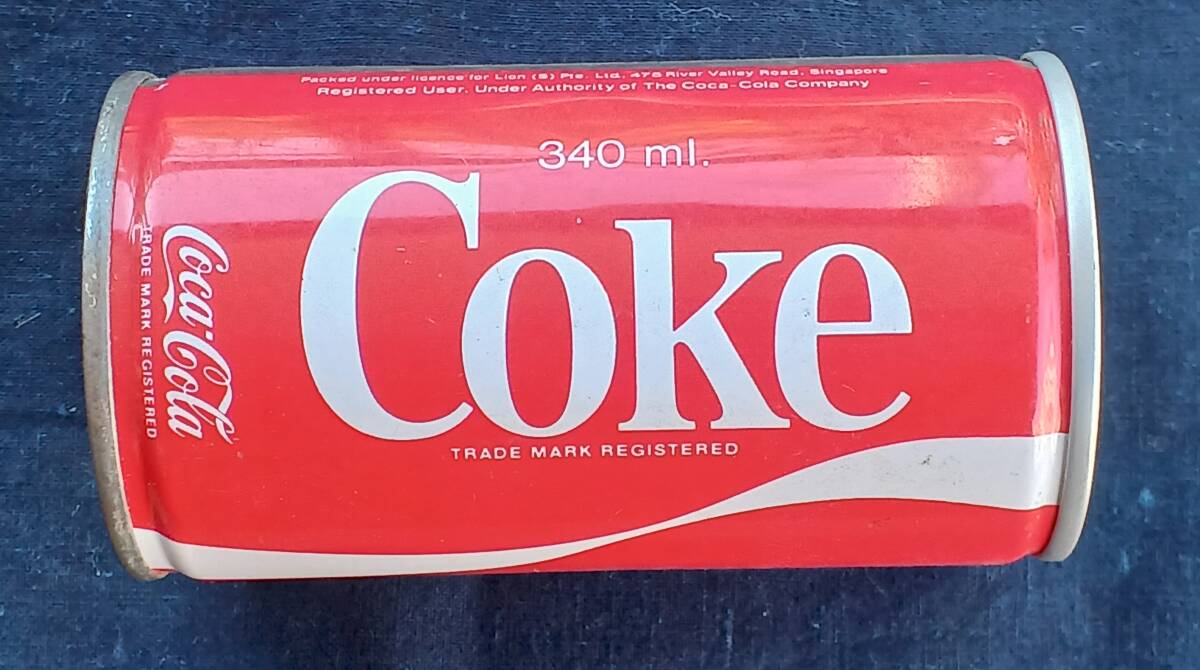 Packed under licence for Lion (S) Pte. Ltd. 475 River Valley Road. Singapore
Registered User. Under Authority of The Coca-Cola Company
340 ml.
Coke
TRADE MARK REGISTERED
Coca-Cola
TRADE MARK REGISTERED